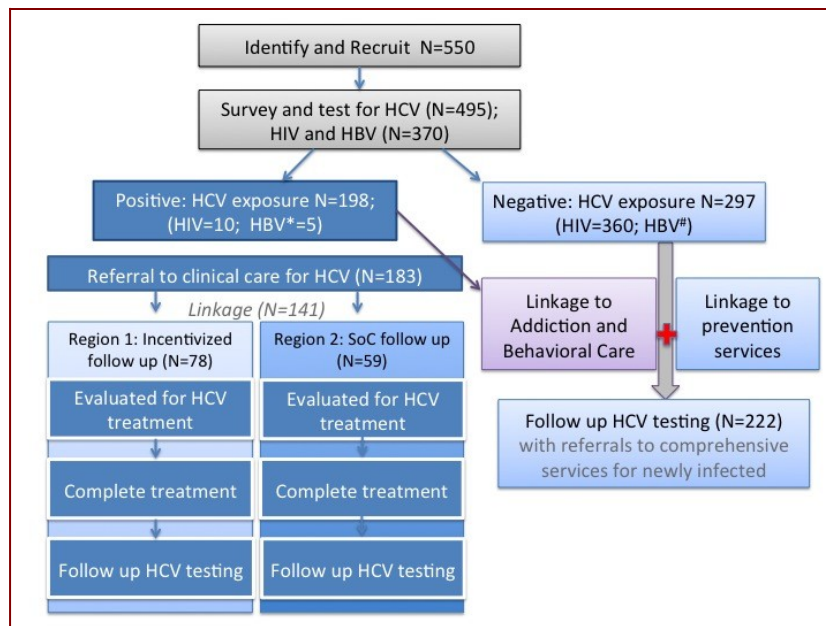 Identify and Recruit N=550
Survey and test for HCV (N=495);
HIV and HBV (N=370)
Positive: HCV exposure N=198;
(HIV=10; HBV*=5)
Negative: HCV exposure N=297
(HIV=360; HBV#)
Referral to clinical care for HCV (N=183)
Linkage (N=141)
Region 1: Incentivized
follow up (N=78)
Evaluated for HCV
treatment
Complete treatment
Follow up HCV testing
Region 2: SoC follow up
(N=59)
Evaluated for HCV
treatment
Complete treatment
Follow up HCV testing
Linkage to
Addiction and
Behavioral Care
Linkage to
prevention
services
Follow up HCV testing (N=222)
with referrals to comprehensive
services for newly infected